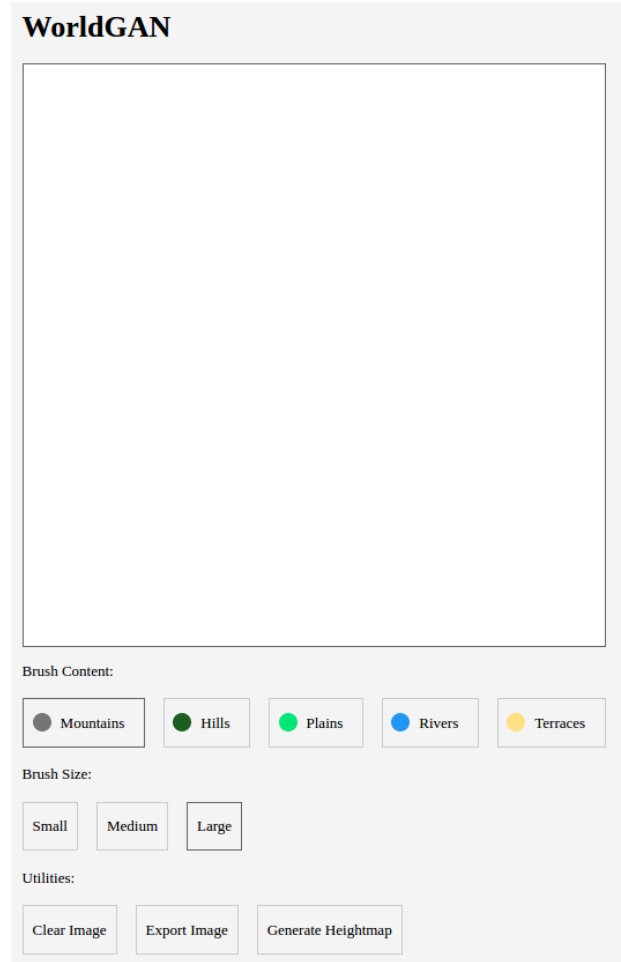 WorldGAN
Brush Content:
Mountains Hills Plains Rivers Terraces
Brush Size:
Small Medium Large
Utilities:
Clear Image Export Image Generate Heightmap